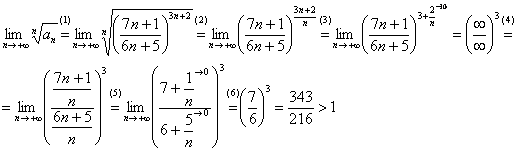 lim_{n→+∞} ⁿ√(aₙ) =^{(1)} lim_{n→+∞} ⁿ√(((7n+1)/(6n+5))^{3n+2}) =^{(2)} lim_{n→+∞} ((7n+1)/(6n+5))^{(3n+2)/n} =^{(3)} lim_{n→+∞} ((7n+1)/(6n+5))^{3+2/n^{→0}} = (∞/∞)^3 =^{(4)}
= lim_{n→+∞} (((7n+1)/n)/((6n+5)/n))^3 =^{(5)} lim_{n→+∞} ((7+1/n^{→0})/(6+5/n^{→0}))^3 =^{(6)} (7/6)^3 = 343/216 > 1